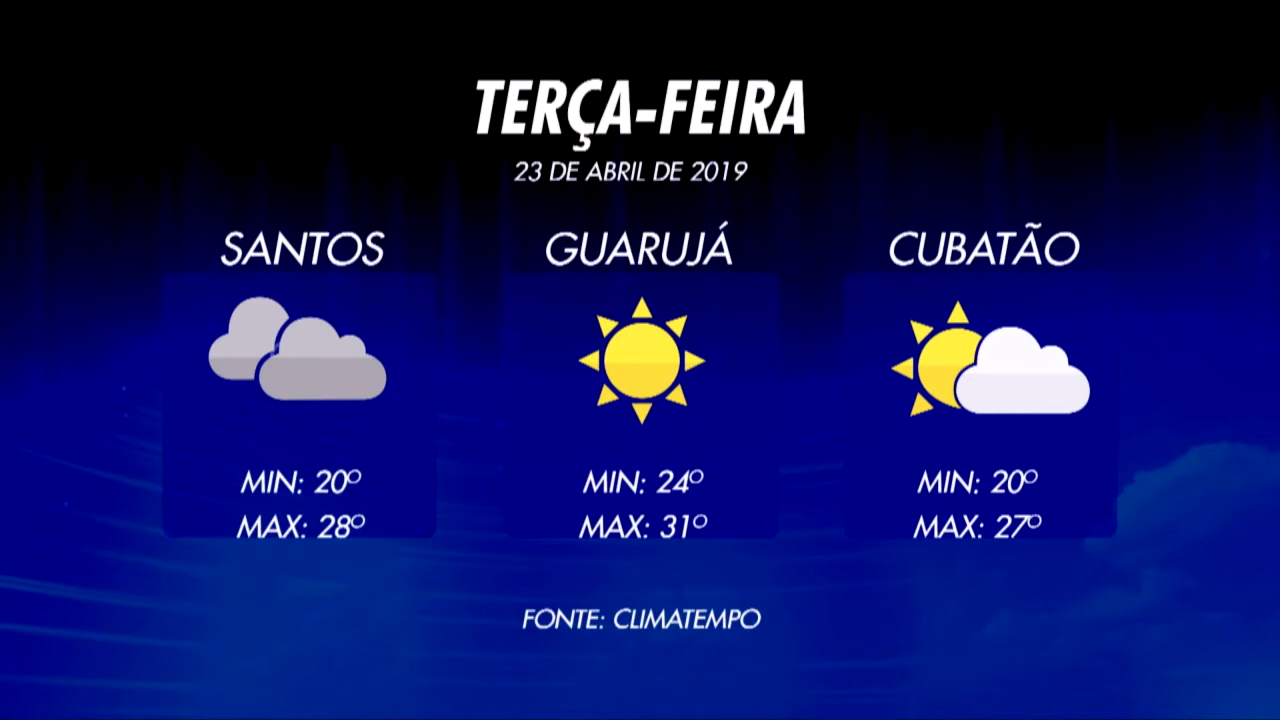 TERÇA-FEIRA
23 DE ABRIL DE 2019
SANTOS
MIN: 20º
MAX: 28º
GUARUJÁ
MIN: 24º
MAX: 31º
CUBATÃO
MIN: 20º
MAX: 27º
FONTE: CLIMATEMPO